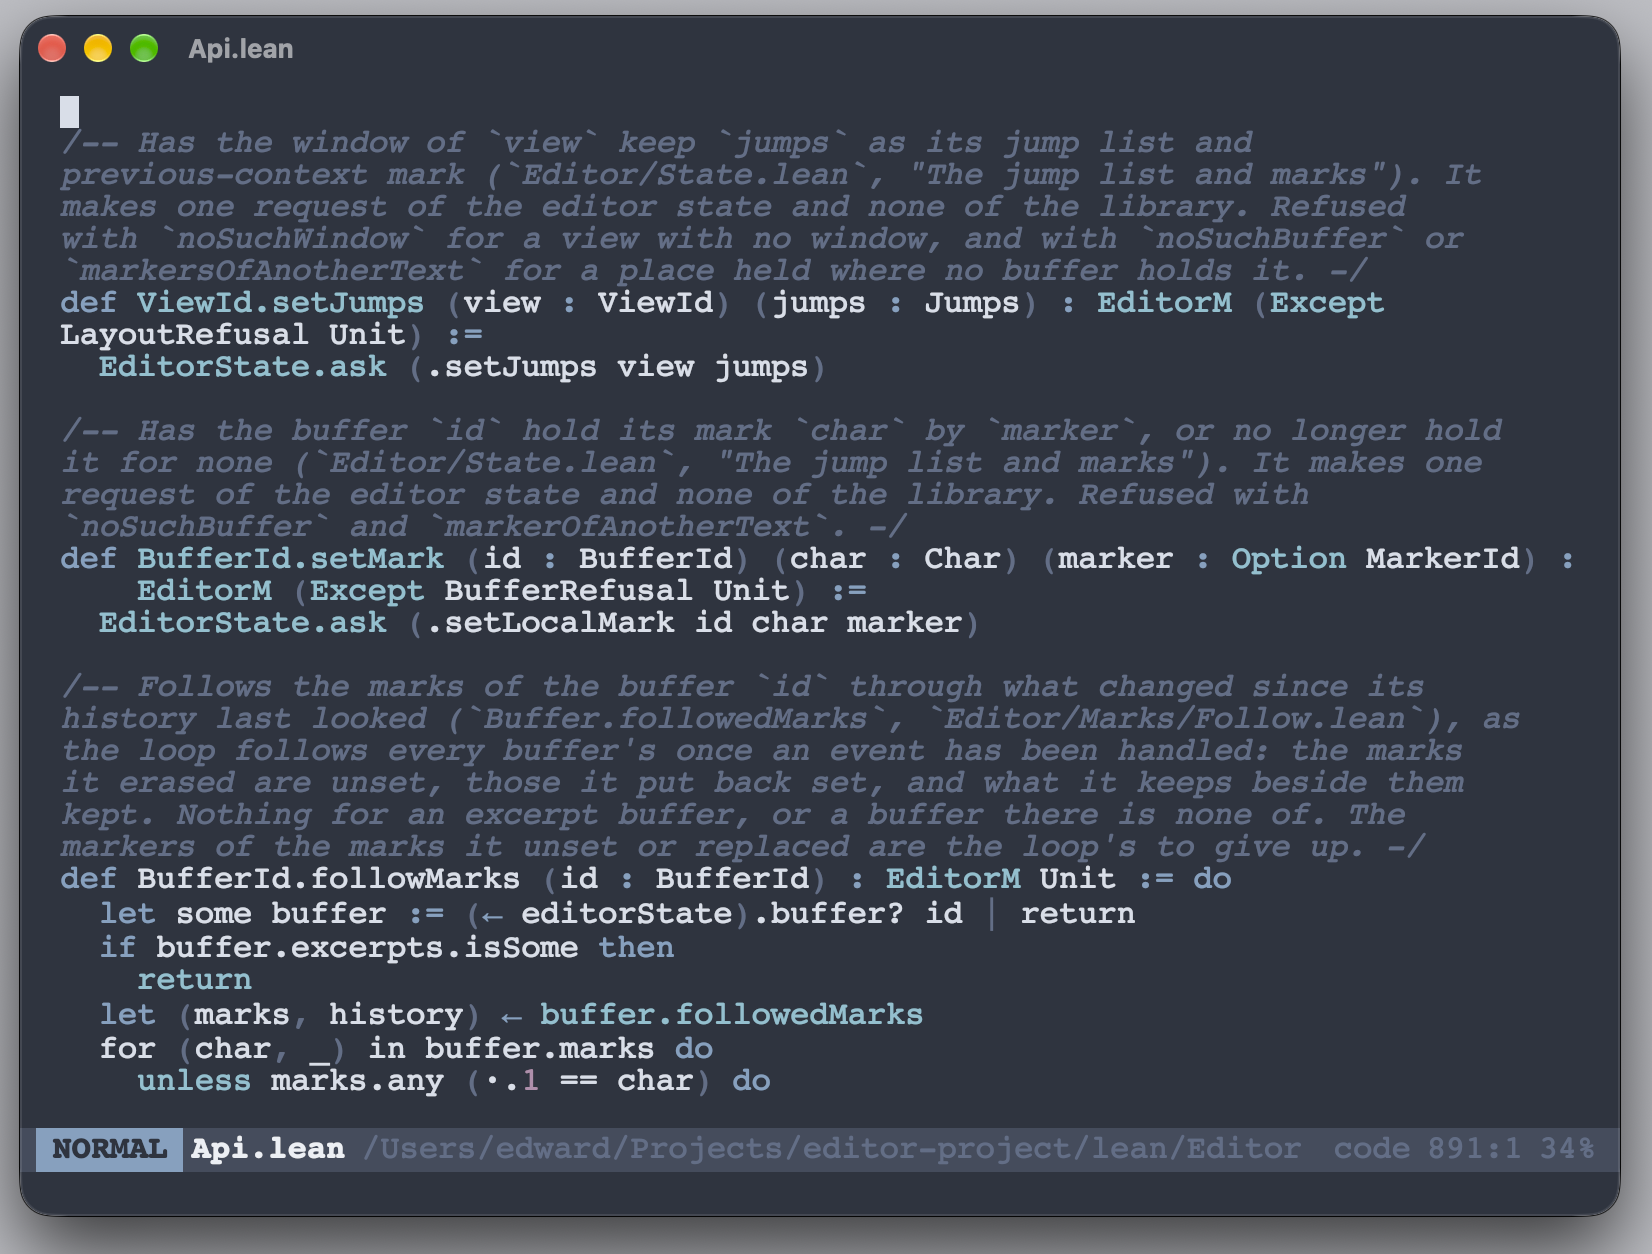 Api.lean
/-- Has the window of `view` keep `jumps` as its jump list and
previous-context mark (`Editor/State.lean`, "The jump list and marks"). It
makes one request of the editor state and none of the library. Refused
with `noSuchWindow` for a view with no window, and with `noSuchBuffer` or
`markersOfAnotherText` for a place held where no buffer holds it. -/
def ViewId.setJumps (view : ViewId) (jumps : Jumps) : EditorM (Except
LayoutRefusal Unit) :=
  EditorState.ask (.setJumps view jumps)

/-- Has the buffer `id` hold its mark `char` by `marker`, or no longer hold
it for none (`Editor/State.lean`, "The jump list and marks"). It makes one
request of the editor state and none of the library. Refused with
`noSuchBuffer` and `markerOfAnotherText`. -/
def BufferId.setMark (id : BufferId) (char : Char) (marker : Option MarkerId) :
    EditorM (Except BufferRefusal Unit) :=
  EditorState.ask (.setLocalMark id char marker)

/-- Follows the marks of the buffer `id` through what changed since its
history last looked (`Buffer.followedMarks`, `Editor/Marks/Follow.lean`), as
the loop follows every buffer's once an event has been handled: the marks
it erased are unset, those it put back set, and what it keeps beside them
kept. Nothing for an excerpt buffer, or a buffer there is none of. The
markers of the marks it unset or replaced are the loop's to give up. -/
def BufferId.followMarks (id : BufferId) : EditorM Unit := do
  let some buffer := (← editorState).buffer? id | return
  if buffer.excerpts.isSome then
    return
  let (marks, history) ← buffer.followedMarks
  for (char, _) in buffer.marks do
    unless marks.any (·.1 == char) do
NORMAL Api.lean /Users/edward/Projects/editor-project/lean/Editor code 891:1 34%